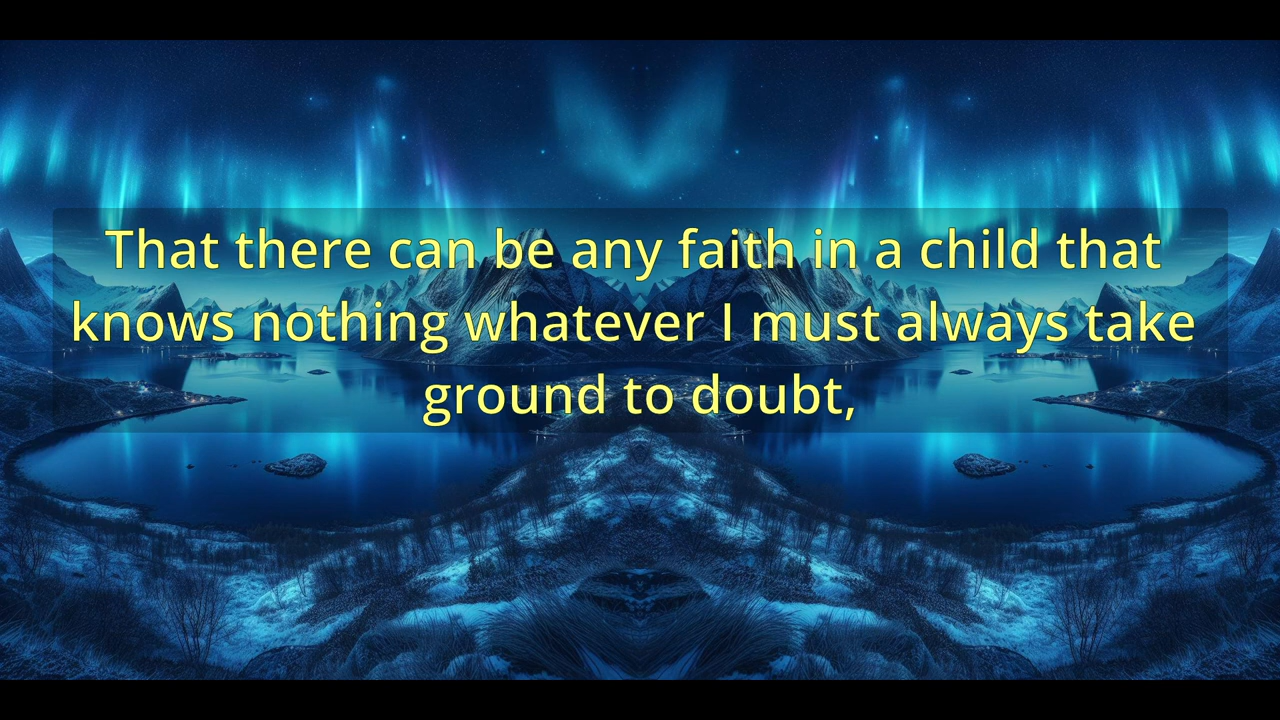 That there can be any faith in a child that
knows nothing whatever I must always take
ground to doubt,